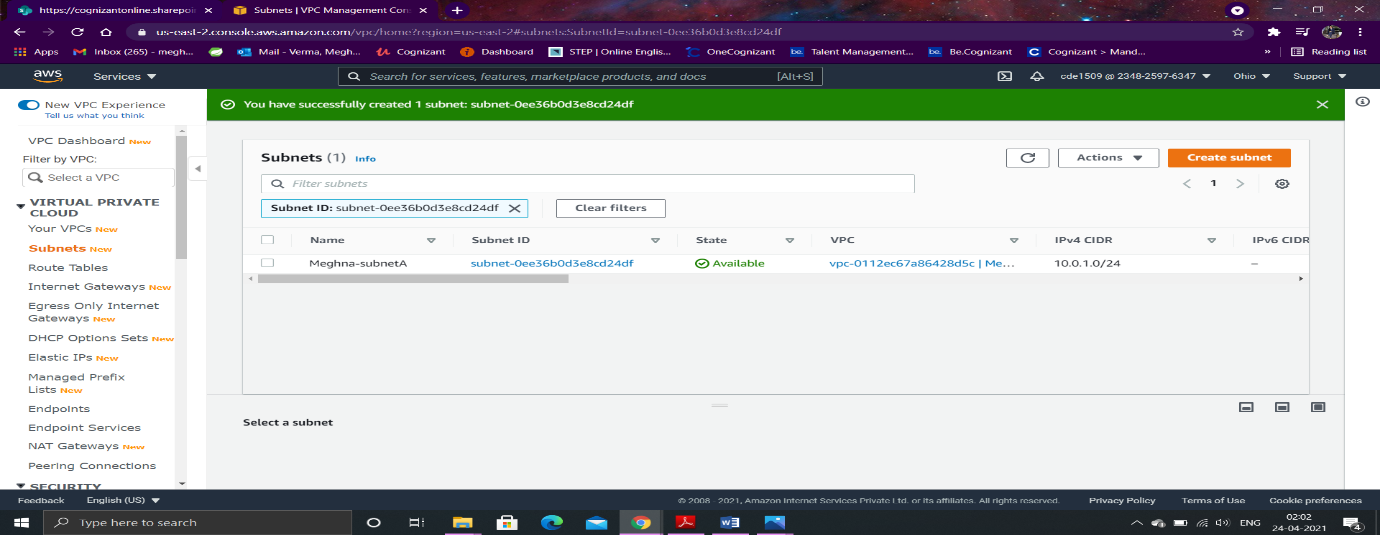 https://cognizantonline.sharepoi
Subnets | VPC Management Con
us-east-2.console.aws.amazon.com/vpc/home?region=us-east-2#subnets:SubnetId=subnet-0ee36b0d3e8cd24df
Apps
Inbox (265) - megh...
Mail - Verma, Megh...
Cognizant
Dashboard
STEP | Online Englis...
OneCognizant
be.
Talent Management...
be.
Be.Cognizant
Cognizant > Mand...
»
Reading list
aws
Services
Search for services, features, marketplace products, and docs
[Alt+S]
cde1509 @ 2348-2597-6347
Ohio
Support
New VPC Experience
Tell us what you think
You have successfully created 1 subnet: subnet-0ee36b0d3e8cd24df
VPC Dashboard New
Filter by VPC:
Select a VPC
VIRTUAL PRIVATE
CLOUD
Your VPCs New
Subnets New
Route Tables
Internet Gateways New
Egress Only Internet
Gateways New
DHCP Options Sets New
Elastic IPs New
Managed Prefix
Lists New
Endpoints
Endpoint Services
NAT Gateways New
Peering Connections
SECURITY
Subnets (1) Info
Actions
Create subnet
Filter subnets
1
Subnet ID: subnet-0ee36b0d3e8cd24df
Clear filters
Name
Subnet ID
State
VPC
IPv4 CIDR
IPv6 CIDR
Meghna-subnetA
subnet-0ee36b0d3e8cd24df
Available
vpc-0112ec67a86428d5c | Me...
10.0.1.0/24
–
Select a subnet
Feedback
English (US)
© 2008 - 2021, Amazon Internet Services Private Ltd. or its affiliates. All rights reserved.
Privacy Policy
Terms of Use
Cookie preferences
Type here to search
ENG
02:02
24-04-2021
4